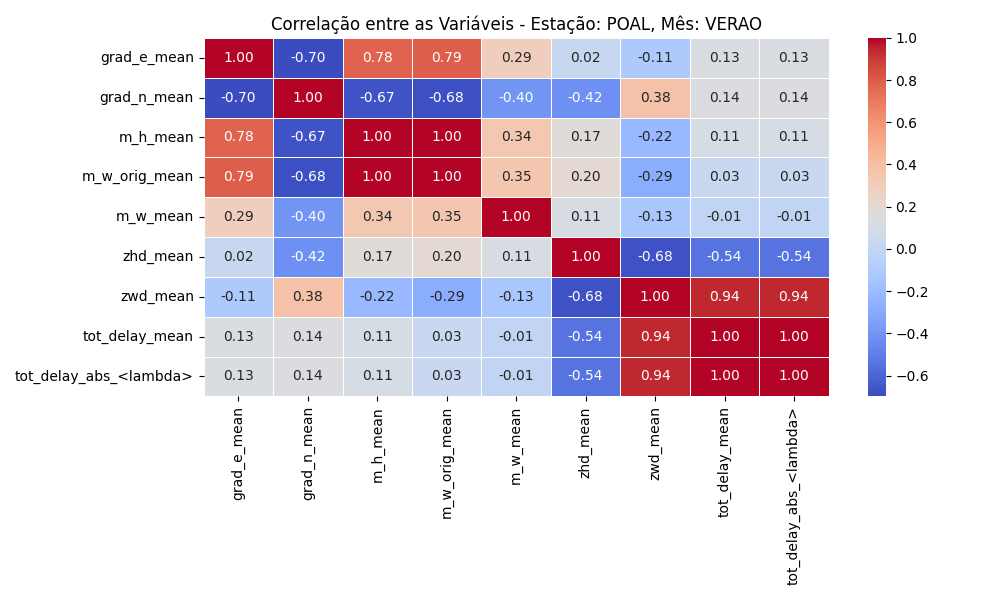 Correlação entre as Variáveis - Estação: POAL, Mês: VERAO
grad_e_mean 1.00 -0.70 0.78 0.79 0.29 0.02 -0.11 0.13 0.13
grad_n_mean -0.70 1.00 -0.67 -0.68 -0.40 -0.42 0.38 0.14 0.14
m_h_mean 0.78 -0.67 1.00 1.00 0.34 0.17 -0.22 0.11 0.11
m_w_orig_mean 0.79 -0.68 1.00 1.00 0.35 0.20 -0.29 0.03 0.03
m_w_mean 0.29 -0.40 0.34 0.35 1.00 0.11 -0.13 -0.01 -0.01
zhd_mean 0.02 -0.42 0.17 0.20 0.11 1.00 -0.68 -0.54 -0.54
zwd_mean -0.11 0.38 -0.22 -0.29 -0.13 -0.68 1.00 0.94 0.94
tot_delay_mean 0.13 0.14 0.11 0.03 -0.01 -0.54 0.94 1.00 1.00
tot_delay_abs_<lambda> 0.13 0.14 0.11 0.03 -0.01 -0.54 0.94 1.00 1.00
grad_e_mean
grad_n_mean
m_h_mean
m_w_orig_mean
m_w_mean
zhd_mean
zwd_mean
tot_delay_mean
tot_delay_abs_<lambda>
1.0
0.8
0.6
0.4
0.2
0.0
−0.2
−0.4
−0.6